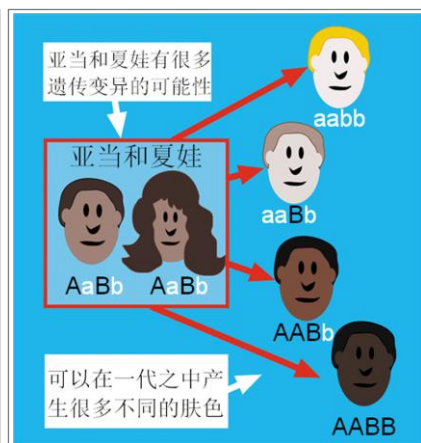 亚当和夏娃有很多
遗传变异的可能性
aabb
亚当和夏娃
aaBb
AaBb AaBb
AABb
可以在一代之中产
生很多不同的肤色
AABB